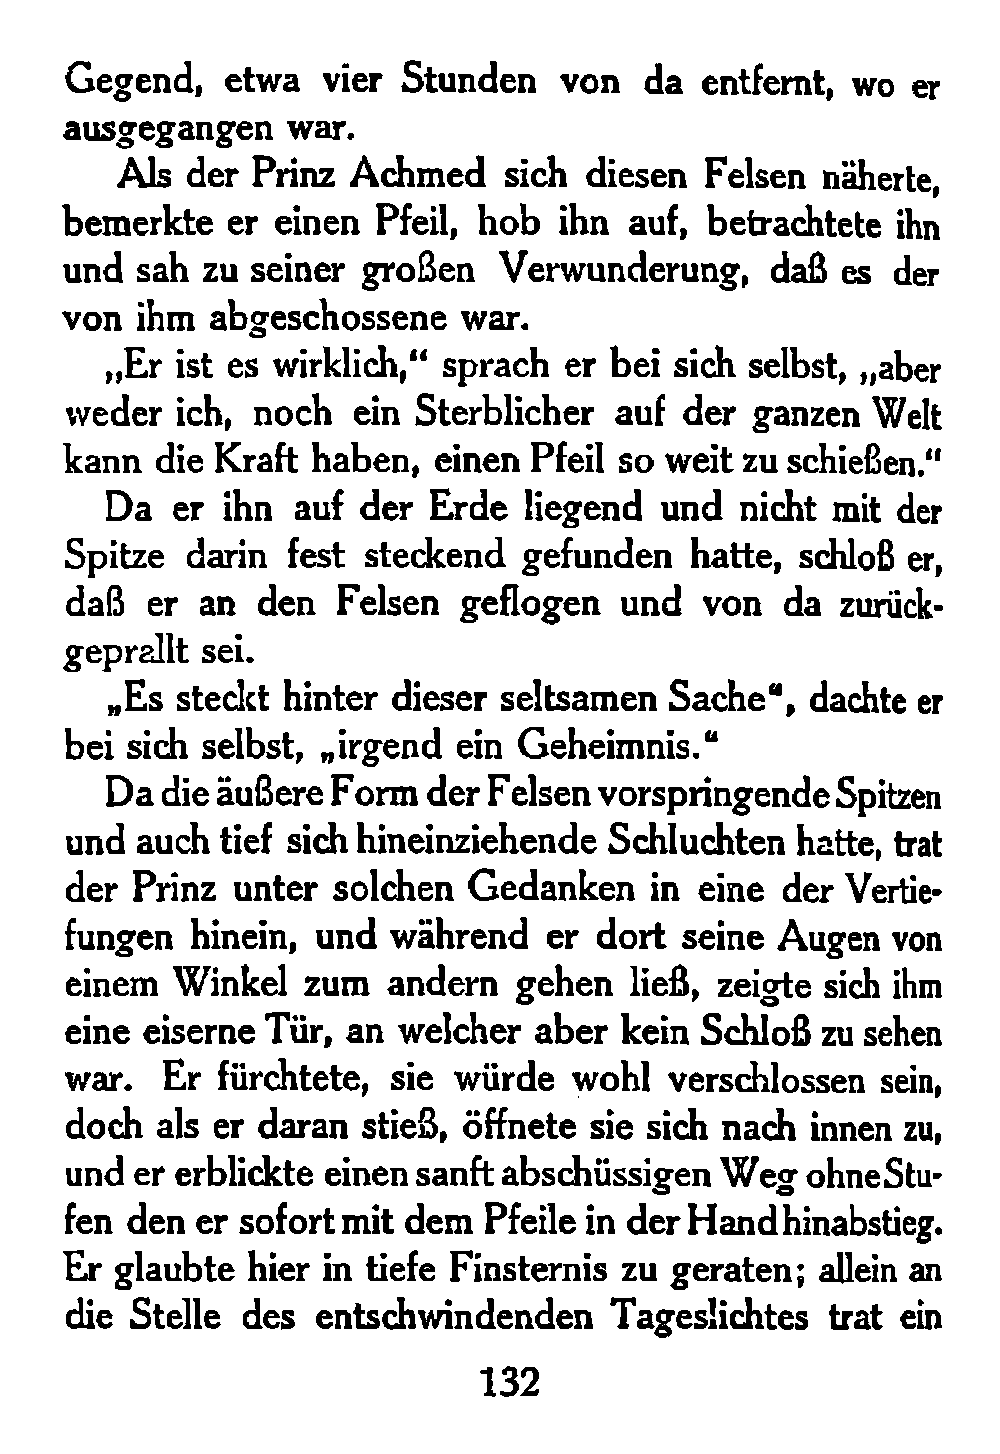 Gegend, etwa vier Stunden von da entfernt, wo er
ausgegangen war.
Als der Prinz Achmed sich diesen Felsen näherte,
bemerkte er einen Pfeil, hob ihn auf, betrachtete ihn
und sah zu seiner großen Verwunderung, daß es der
von ihm abgeschossene war.
„Er ist es wirklich,“ sprach er bei sich selbst, „aber
weder ich, noch ein Sterblicher auf der ganzen Welt
kann die Kraft haben, einen Pfeil so weit zu schießen.“
Da er ihn auf der Erde liegend und nicht mit der
Spitze darin fest steckend gefunden hatte, schloß er,
daß er an den Felsen geflogen und von da zurück-
geprallt sei.
„Es steckt hinter dieser seltsamen Sache“, dachte er
bei sich selbst, „irgend ein Geheimnis.“
Da die äußere Form der Felsen vorspringende Spitzen
und auch tief sich hineinziehende Schluchten hatte, trat
der Prinz unter solchen Gedanken in eine der Vertie-
fungen hinein, und während er dort seine Augen von
einem Winkel zum andern gehen ließ, zeigte sich ihm
eine eiserne Tür, an welcher aber kein Schloß zu sehen
war. Er fürchtete, sie würde wohl verschlossen sein,
doch als er daran stieß, öffnete sie sich nach innen zu,
und er erblickte einen sanft abschüssigen Weg ohne Stu-
fen den er sofort mit dem Pfeile in der Hand hinabstieg.
Er glaubte hier in tiefe Finsternis zu geraten; allein an
die Stelle des entschwindenden Tageslichtes trat ein
132